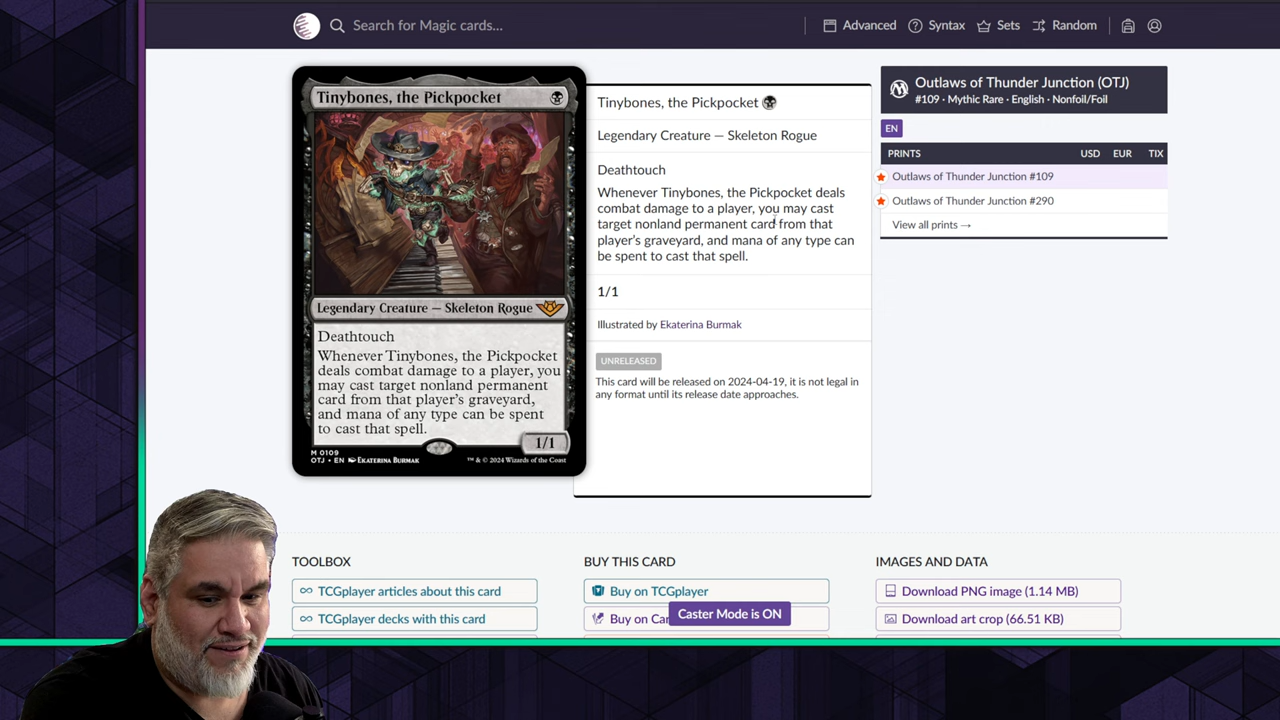 Search for Magic cards...
Advanced
Syntax
Sets
Random
Tinybones, the Pickpocket
Legendary Creature — Skeleton Rogue
Deathtouch
Whenever Tinybones, the Pickpocket
deals combat damage to a player, you
may cast target nonland permanent
card from that player's graveyard,
and mana of any type can be spent
to cast that spell.
1/1
M 0109
OTJ • EN Ekaterina Burmak
™ & © 2024 Wizards of the Coast
Tinybones, the Pickpocket
Legendary Creature — Skeleton Rogue
Deathtouch
Whenever Tinybones, the Pickpocket deals
combat damage to a player, you may cast
target nonland permanent card from that
player's graveyard, and mana of any type can
be spent to cast that spell.
1/1
Illustrated by Ekaterina Burmak
UNRELEASED
This card will be released on 2024-04-19, it is not legal in
any format until its release date approaches.
Outlaws of Thunder Junction (OTJ)
#109 · Mythic Rare · English · Nonfoil/Foil
EN
PRINTS USD EUR TIX
Outlaws of Thunder Junction #109
Outlaws of Thunder Junction #290
View all prints →
TOOLBOX
TCGplayer articles about this card
TCGplayer decks with this card
BUY THIS CARD
Buy on TCGplayer
Buy on Car
Caster Mode is ON
IMAGES AND DATA
Download PNG image (1.14 MB)
Download art crop (66.51 KB)